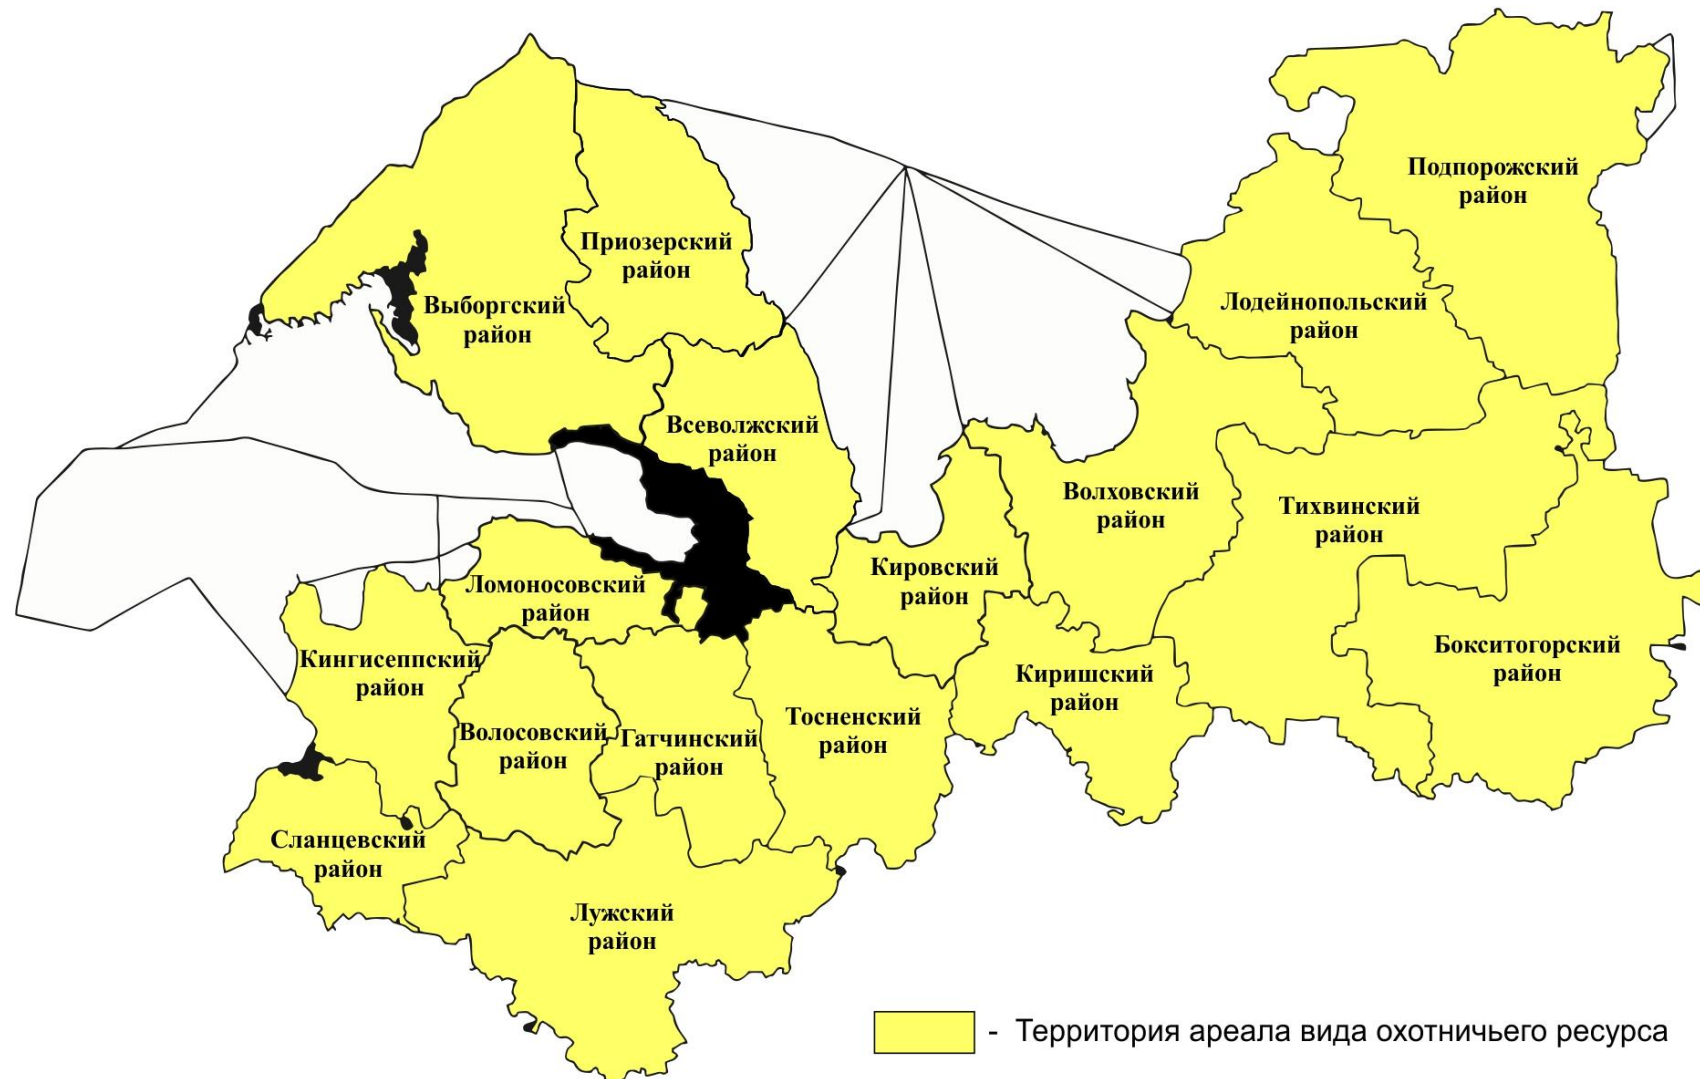 Подпорожский
район
Приозерский
район
Выборгский
район
Лодейнопольский
район
Всеволжский
район
Волховский
район
Тихвинский
район
Кировский
район
Ломоносовский
район
Бокситогорский
район
Кингисеппский
район
Киришский
район
Тосненский
район
Волосовский
район
Гатчинский
район
Сланцевский
район
Лужский
район
- Территория ареала вида охотничьего ресурса